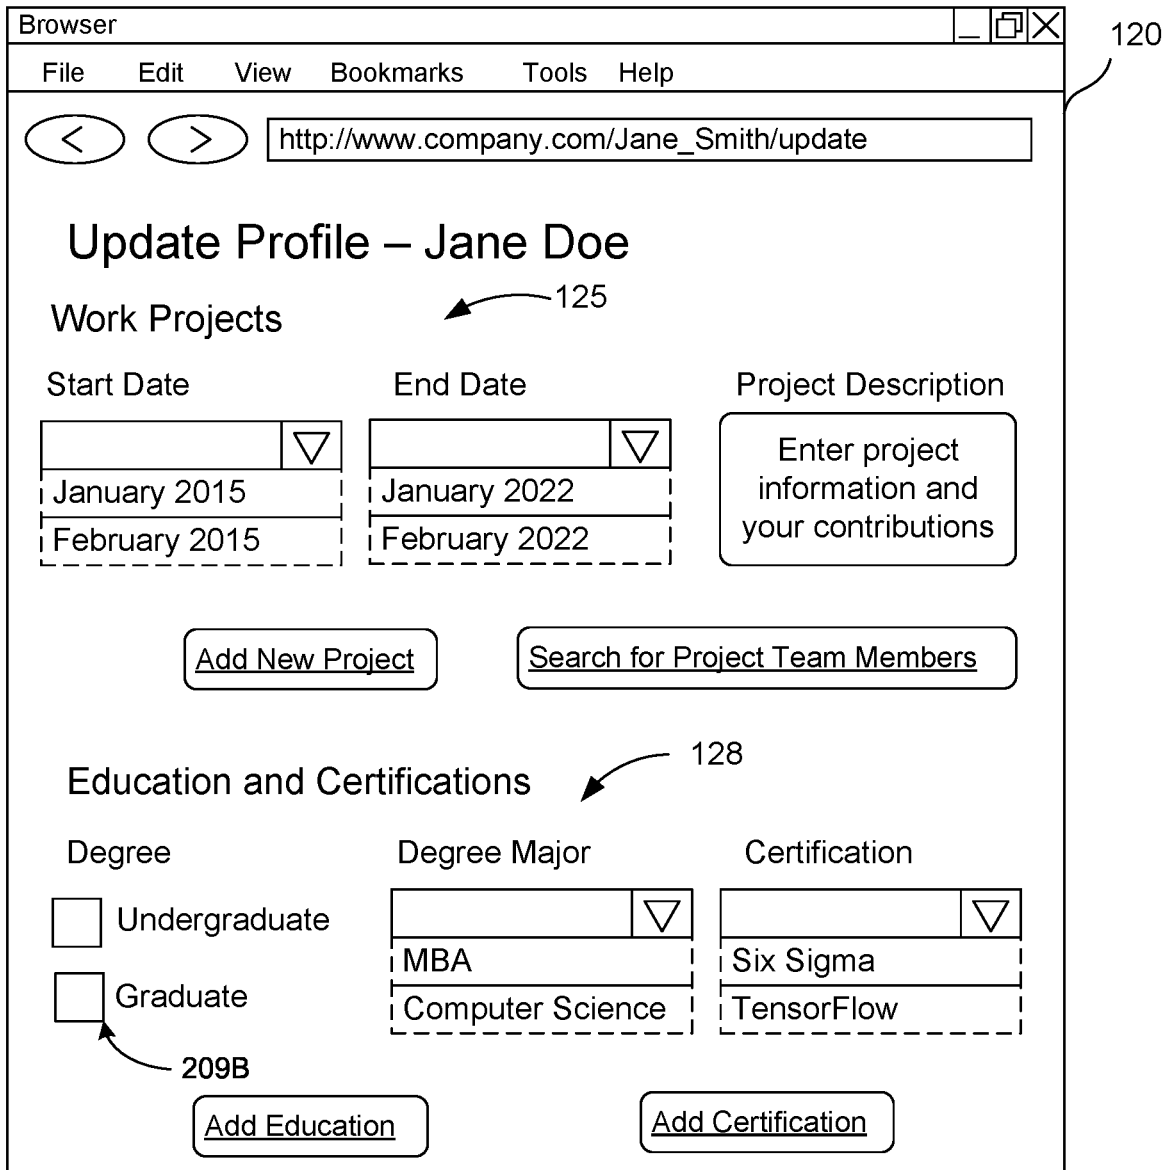 Browser
120
File Edit View Bookmarks Tools Help
http://www.company.com/Jane_Smith/update
Update Profile – Jane Doe
125
Work Projects
Start Date End Date Project Description
Enter project
information and
your contributions
January 2015 January 2022
February 2015 February 2022
Add New Project Search for Project Team Members
128
Education and Certifications
Degree Degree Major Certification
Undergraduate
MBA Six Sigma
Graduate Computer Science TensorFlow
209B
Add Education Add Certification